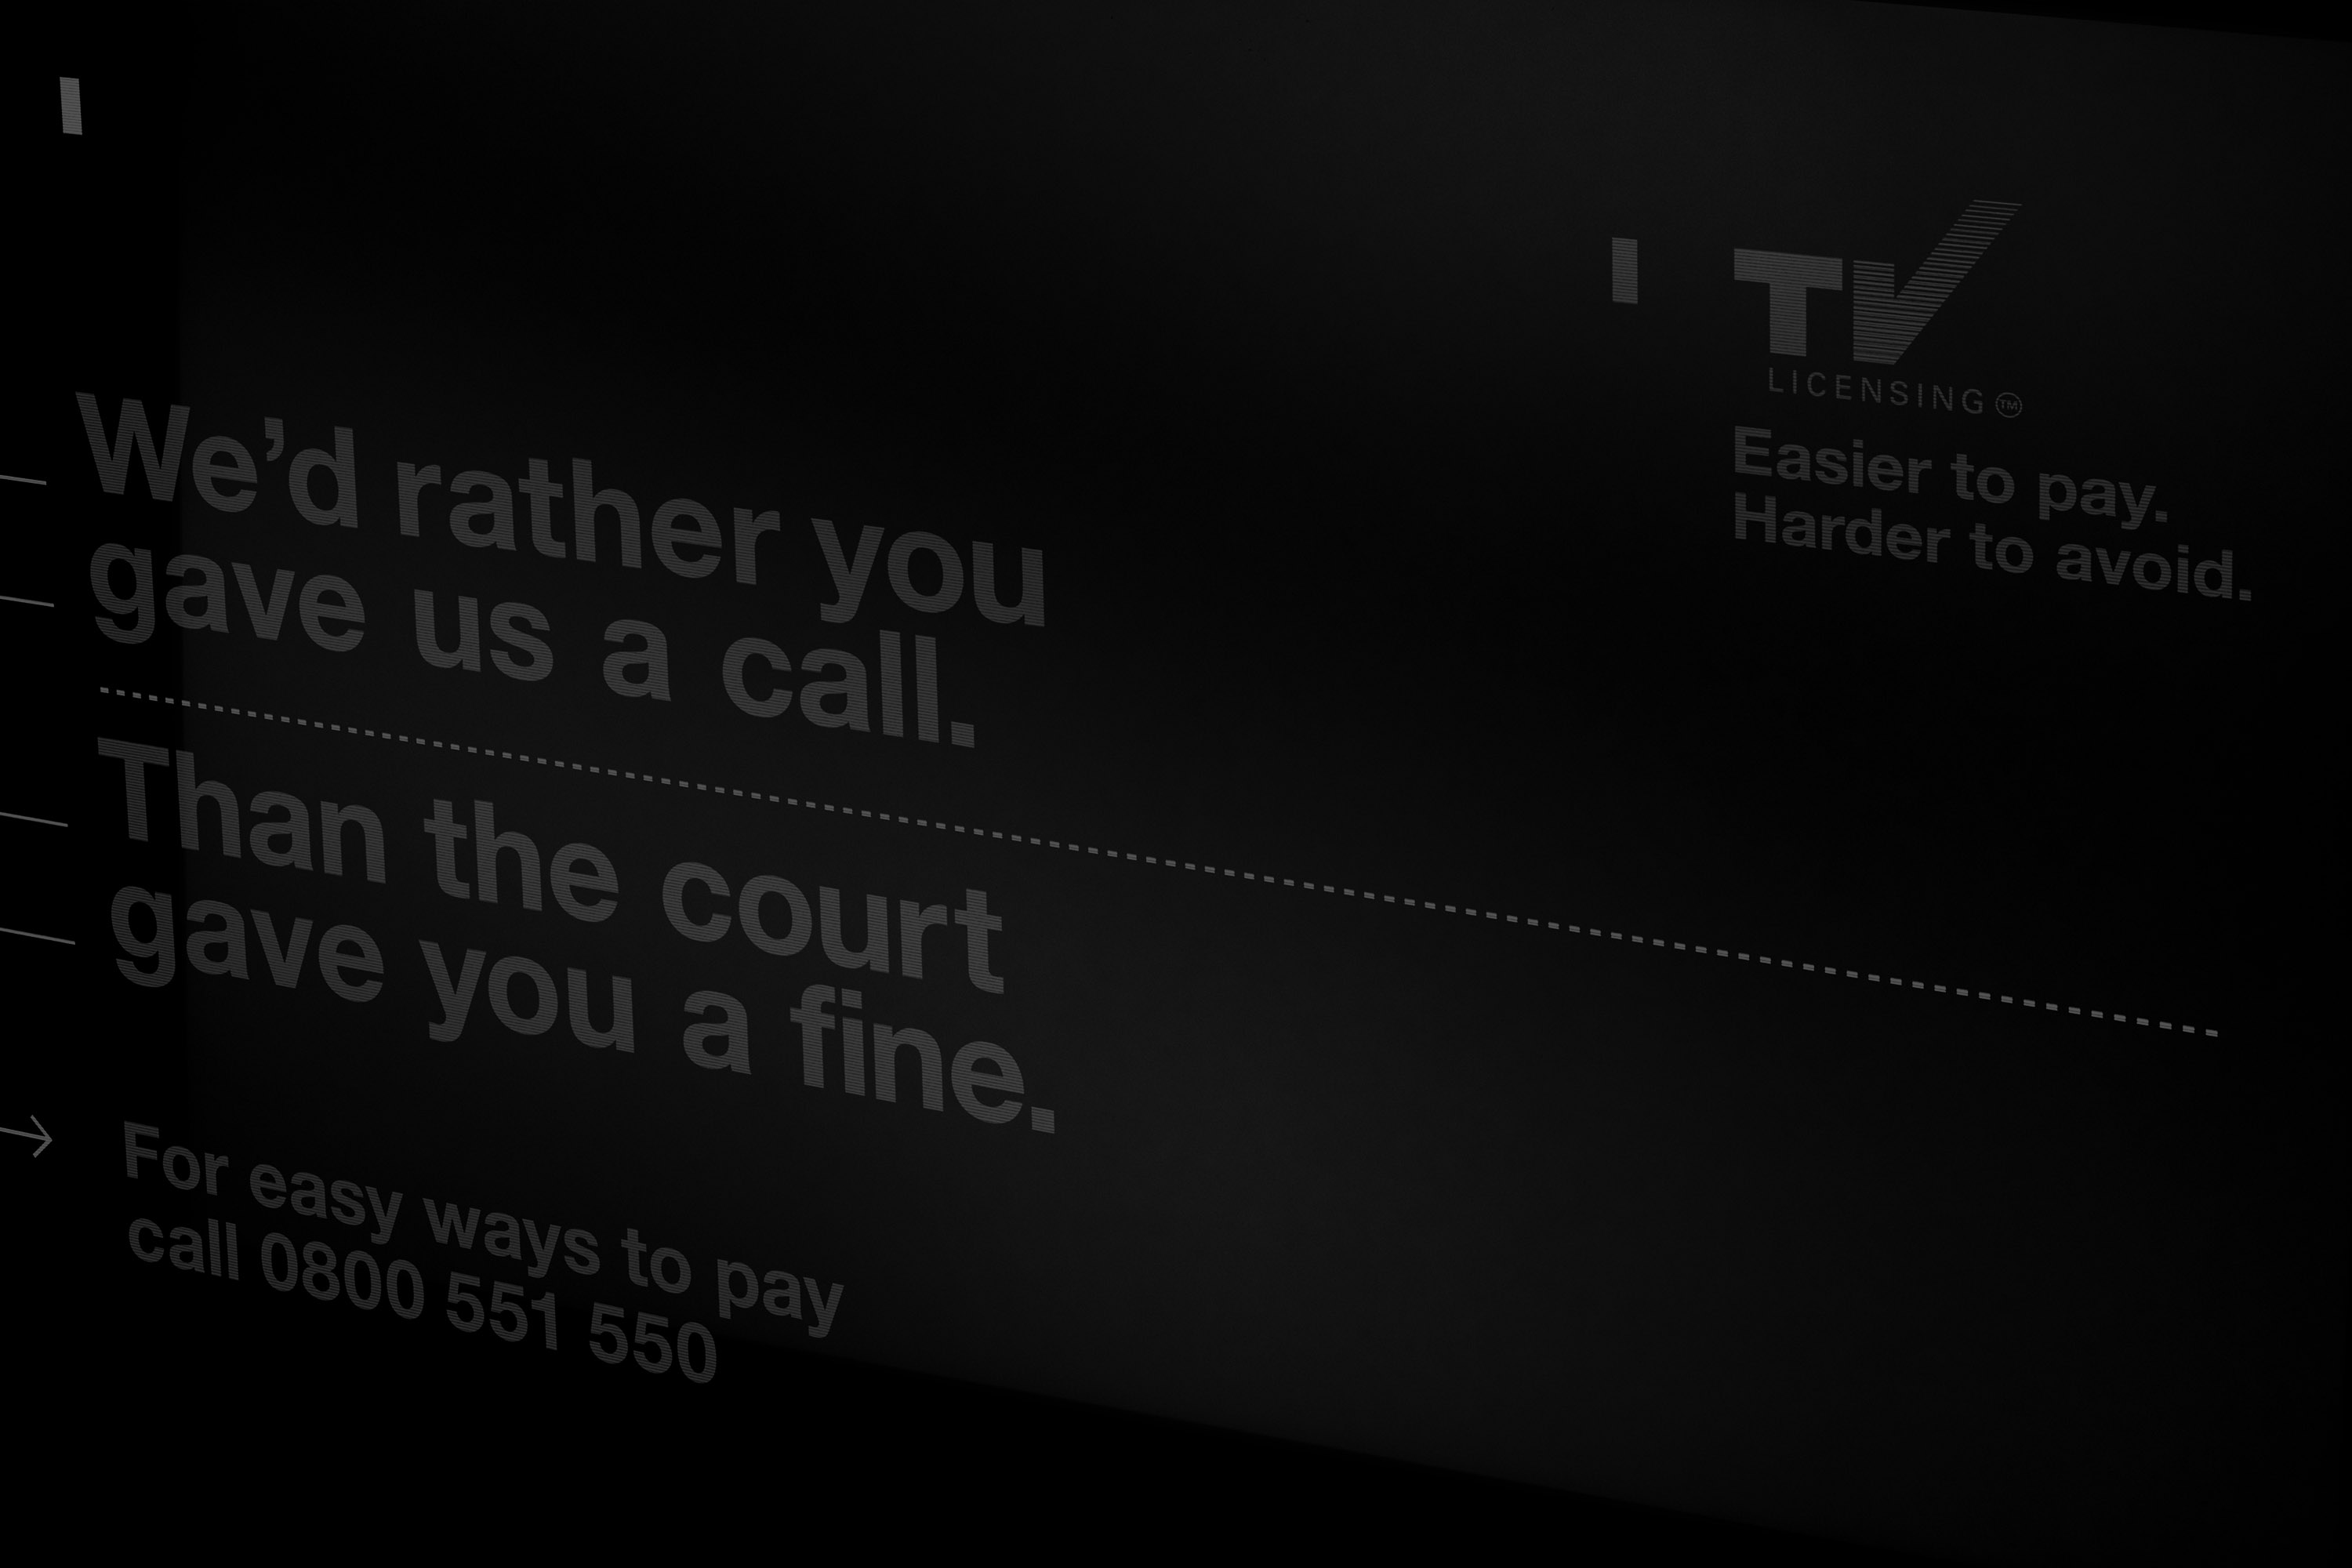 We’d rather you
gave us a call.
Than the court
gave you a fine.
For easy ways to pay
call 0800 551 550
TV
LICENSING TM
Easier to pay.
Harder to avoid.